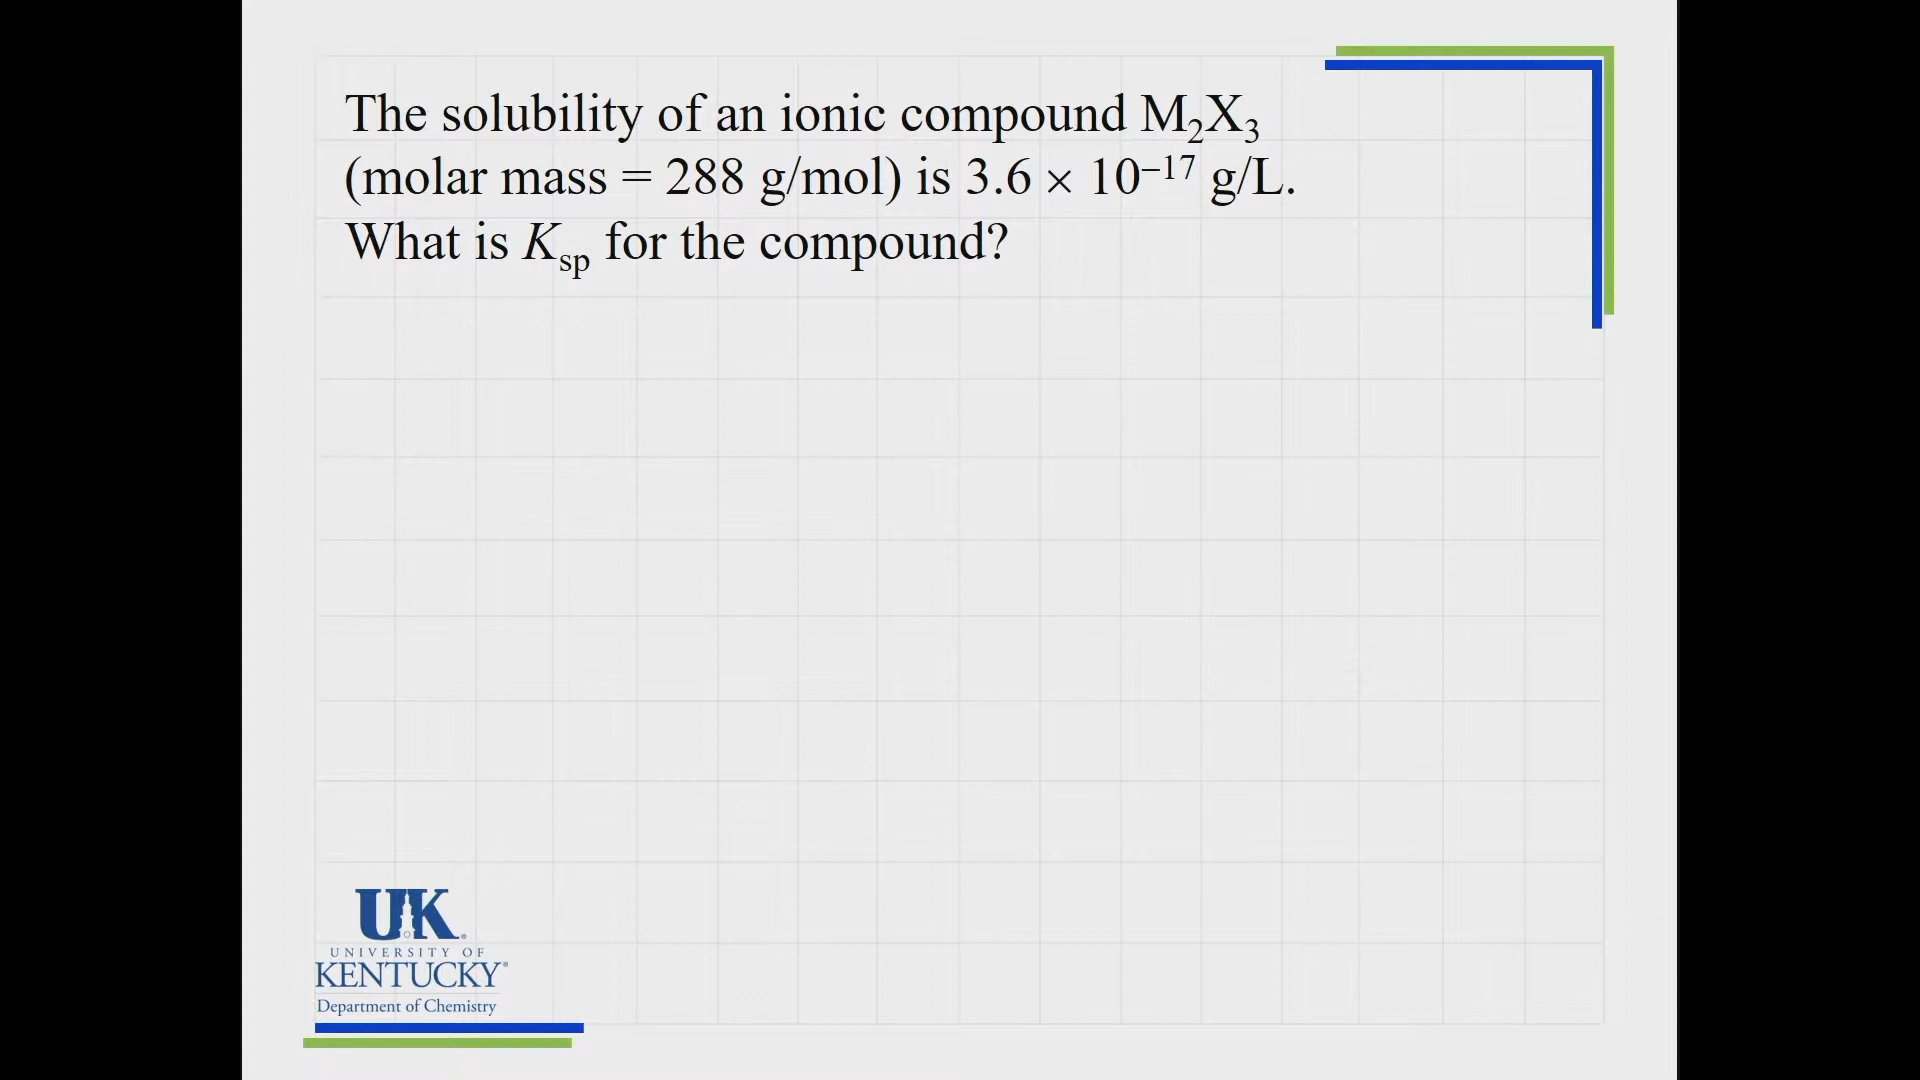 The solubility of an ionic compound M₂X₃
(molar mass = 288 g/mol) is 3.6 × 10⁻¹⁷ g/L.
What is Kₛₚ for the compound?
UK®
UNIVERSITY OF
KENTUCKY®
Department of Chemistry